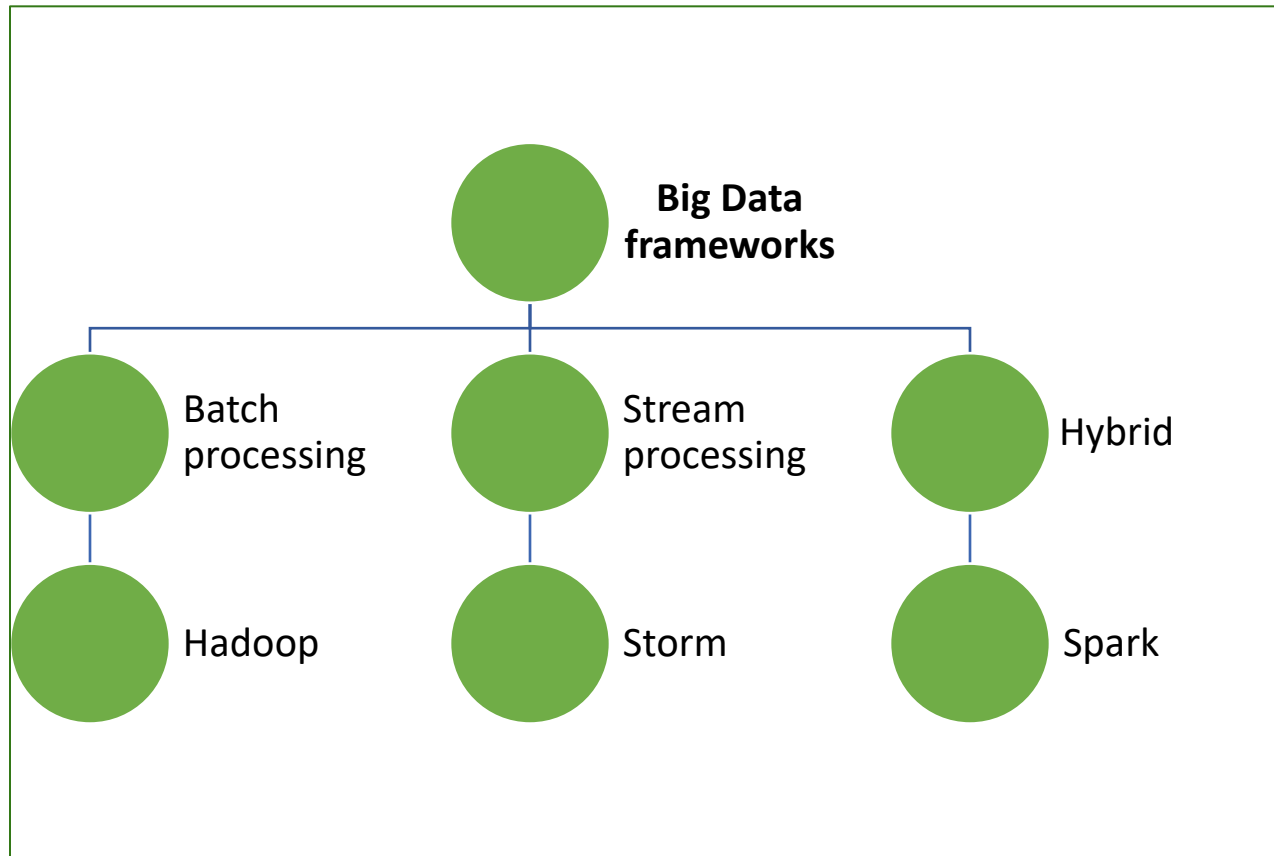 Big Data
frameworks
Batch
processing
Stream
processing
Hybrid
Hadoop
Storm
Spark